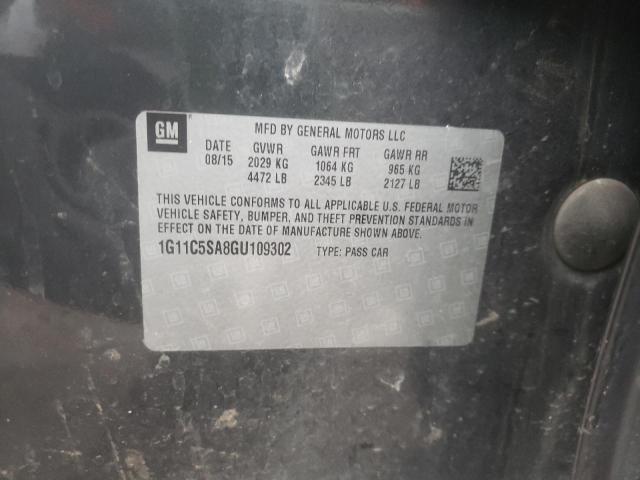 GM
MFD BY GENERAL MOTORS LLC
DATE GVWR GAWR FRT GAWR RR
08/15 2029 KG 1064 KG 965 KG
4472 LB 2345 LB 2127 LB
THIS VEHICLE CONFORMS TO ALL APPLICABLE U.S. FEDERAL MOTOR
VEHICLE SAFETY, BUMPER, AND THEFT PREVENTION STANDARDS IN
EFFECT ON THE DATE OF MANUFACTURE SHOWN ABOVE.
1G11C5SA8GU109302 TYPE: PASS CAR